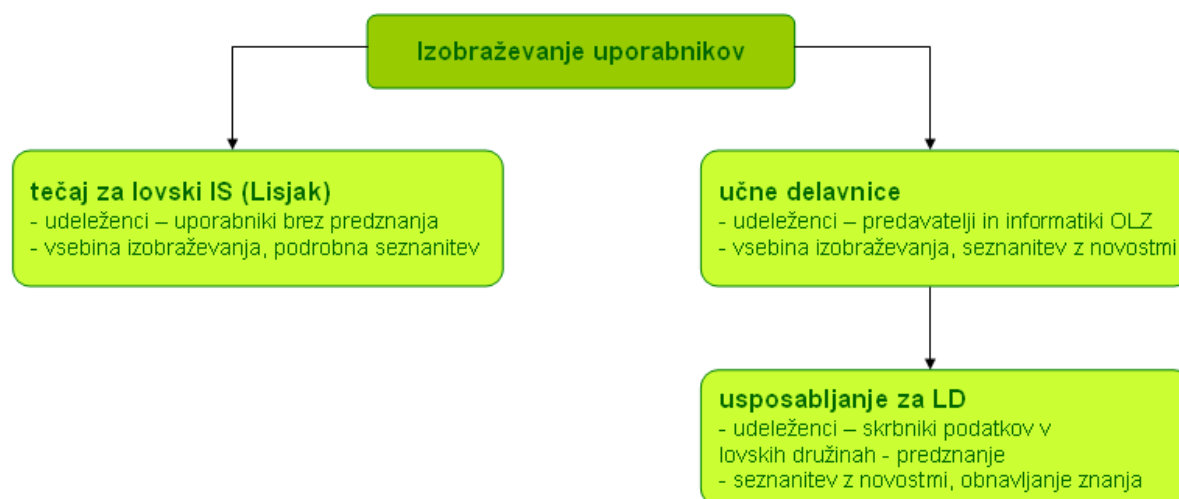 Izobraževanje uporabnikov
tečaj za lovski IS (Lisjak)
- udeleženci – uporabniki brez predznanja
- vsebina izobraževanja, podrobna seznanitev
učne delavnice
- udeleženci – predavatelji in informatiki OLZ
- vsebina izobraževanja, seznanitev z novostmi
usposabljanje za LD
- udeleženci – skrbniki podatkov v
lovskih družinah - predznanje
- seznanitev z novostmi, obnavljanje znanja